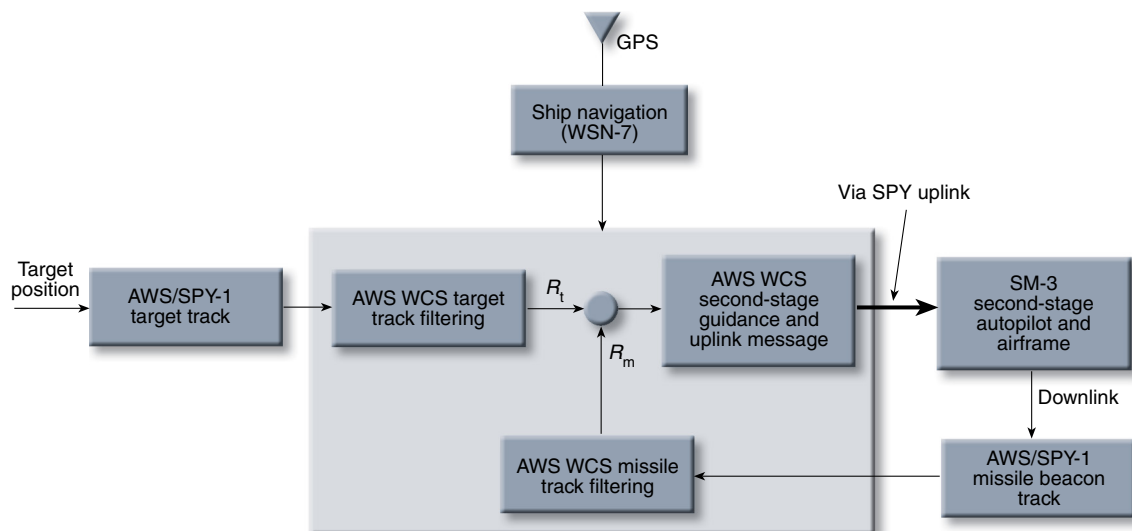 GPS
Ship navigation
(WSN-7)
Via SPY uplink
Target
position
AWS/SPY-1
target track
AWS WCS target
track filtering
Rt
AWS WCS
second-stage
guidance and
uplink message
SM-3
second-stage
autopilot and
airframe
Rm
Downlink
AWS WCS missile
track filtering
AWS/SPY-1
missile beacon
track